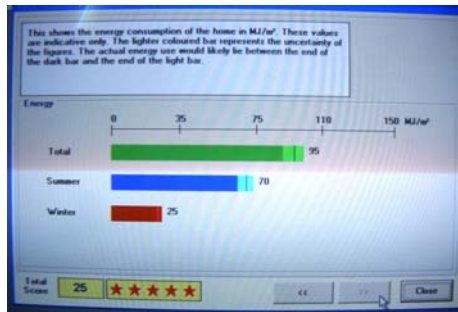 This shows the energy consumption of the home in MJ/m². These values
are indicative only. The lighter coloured bar represents the uncertainty of
the figures. The actual energy use would likely lie between the end of
the dark bar and the end of the light bar.
Energy
0 35 75 110 150 MJ/m²
Total 95
Summer 70
Winter 25
Total
Score 25
<< >> Close